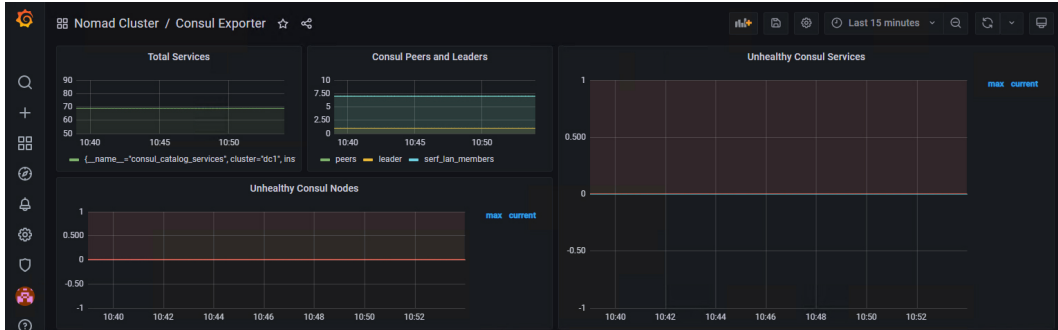 Nomad Cluster / Consul Exporter
Last 15 minutes
Total Services
90
80
70
60
50
10:40 10:45 10:50
{__name__="consul_catalog_services", cluster="dc1", ins
Consul Peers and Leaders
10
7.50
5
2.50
0
10:40 10:45 10:50
peers leader serf_lan_members
Unhealthy Consul Services
max current
1
0.500
0
-0.50
-1
10:40 10:42 10:44 10:46 10:48 10:50 10:52
Unhealthy Consul Nodes
max current
1
0.500
0
-0.50
-1
10:40 10:42 10:44 10:46 10:48 10:50 10:52